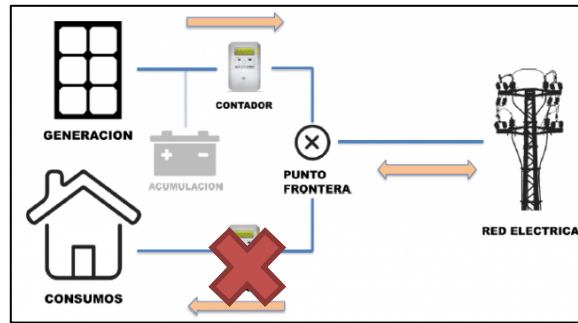 CONTADOR
GENERACION
ACUMULACION
PUNTO
FRONTERA
RED ELECTRICA
CONSUMOS